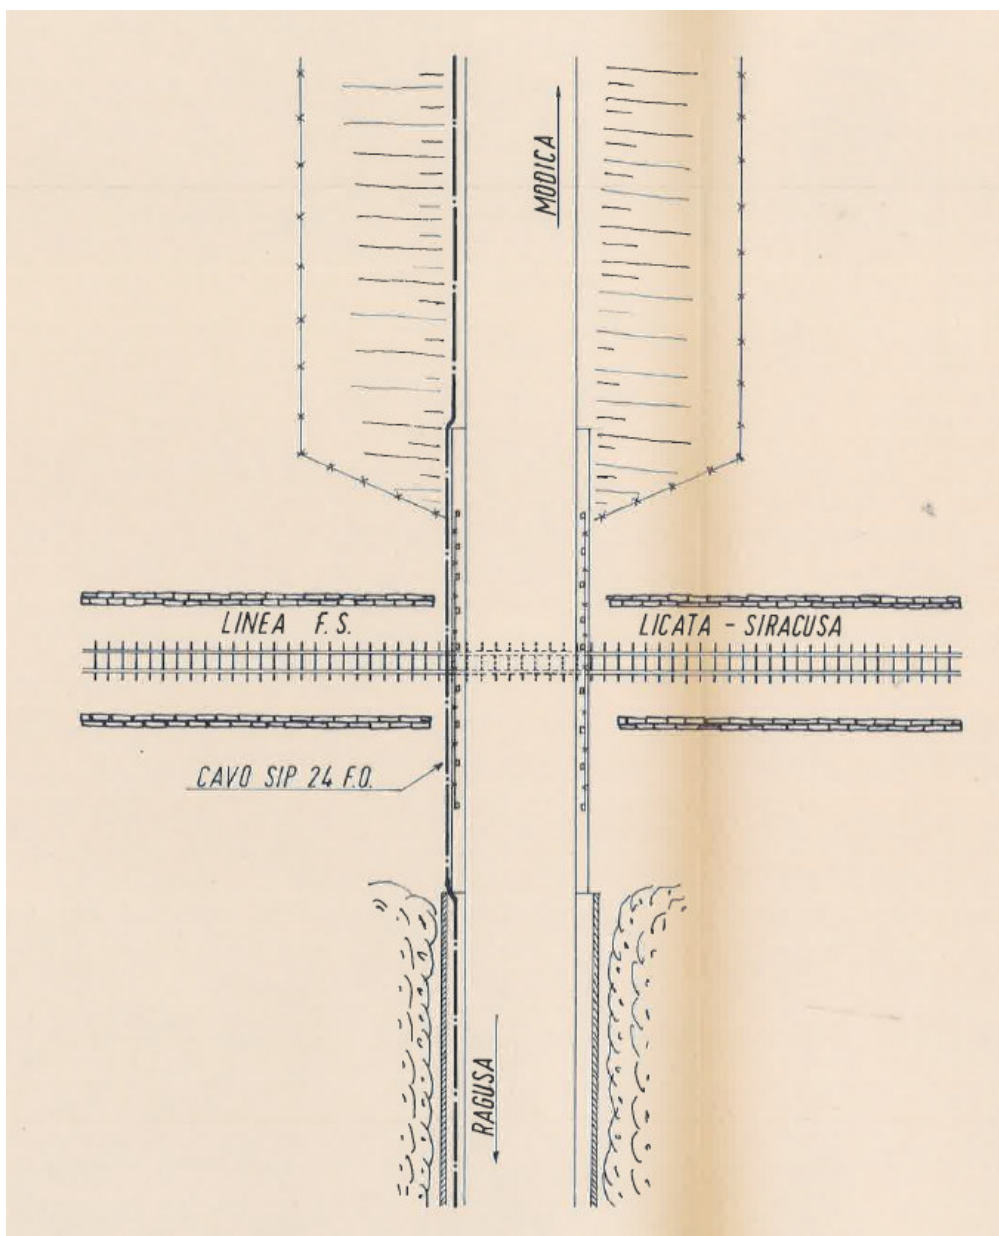 MODICA
LINEA F.S.
LICATA - SIRACUSA
CAVO SIP 24 F.O.
RAGUSA